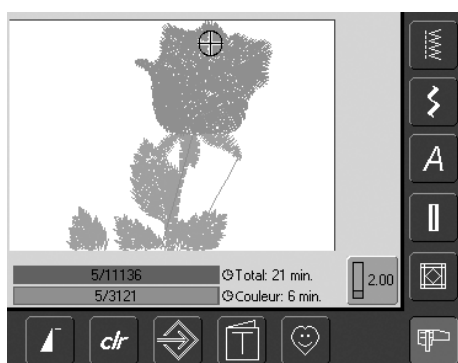 A
5/11136
Total: 21 min.
2.00
5/3121
Couleur: 6 min.
clr
T